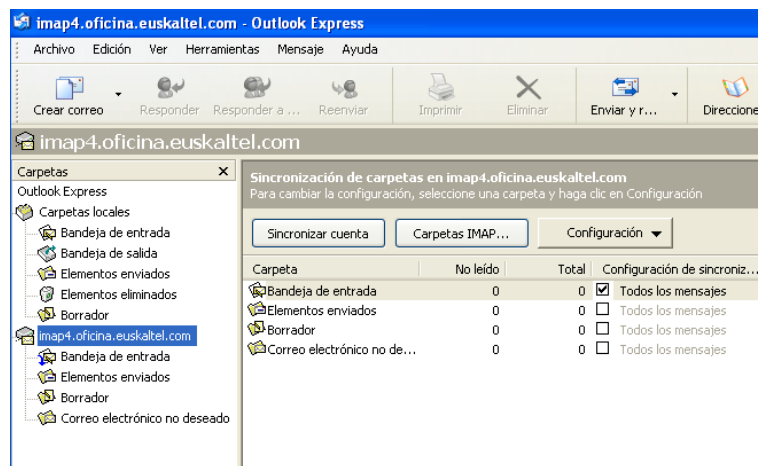 imap4.oficina.euskaltel.com - Outlook Express
Archivo Edición Ver Herramientas Mensaje Ayuda
Crear correo Responder Responder a ... Reenviar Imprimir Eliminar Enviar y r... Direccione
imap4.oficina.euskaltel.com
Carpetas
Outlook Express
Carpetas locales
Bandeja de entrada
Bandeja de salida
Elementos enviados
Elementos eliminados
Borrador
imap4.oficina.euskaltel.com
Bandeja de entrada
Elementos enviados
Borrador
Correo electrónico no deseado
Sincronización de carpetas en imap4.oficina.euskaltel.com
Para cambiar la configuración, seleccione una carpeta y haga clic en Configuración
Sincronizar cuenta Carpetas IMAP... Configuración
Carpeta No leído Total Configuración de sincroniz...
Bandeja de entrada 0 0 Todos los mensajes
Elementos enviados 0 0 Todos los mensajes
Borrador 0 0 Todos los mensajes
Correo electrónico no de... 0 0 Todos los mensajes